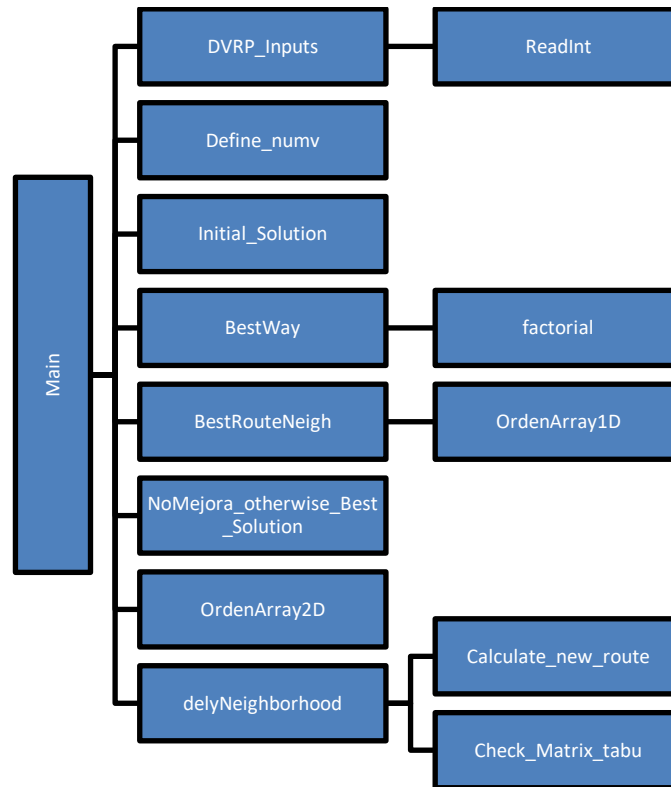 DVRP_Inputs
ReadInt
Define_numv
Initial_Solution
BestWay
factorial
Main
BestRouteNeigh
OrdenArray1D
NoMejora_otherwise_Best
_Solution
OrdenArray2D
Calculate_new_route
delyNeighborhood
Check_Matrix_tabu